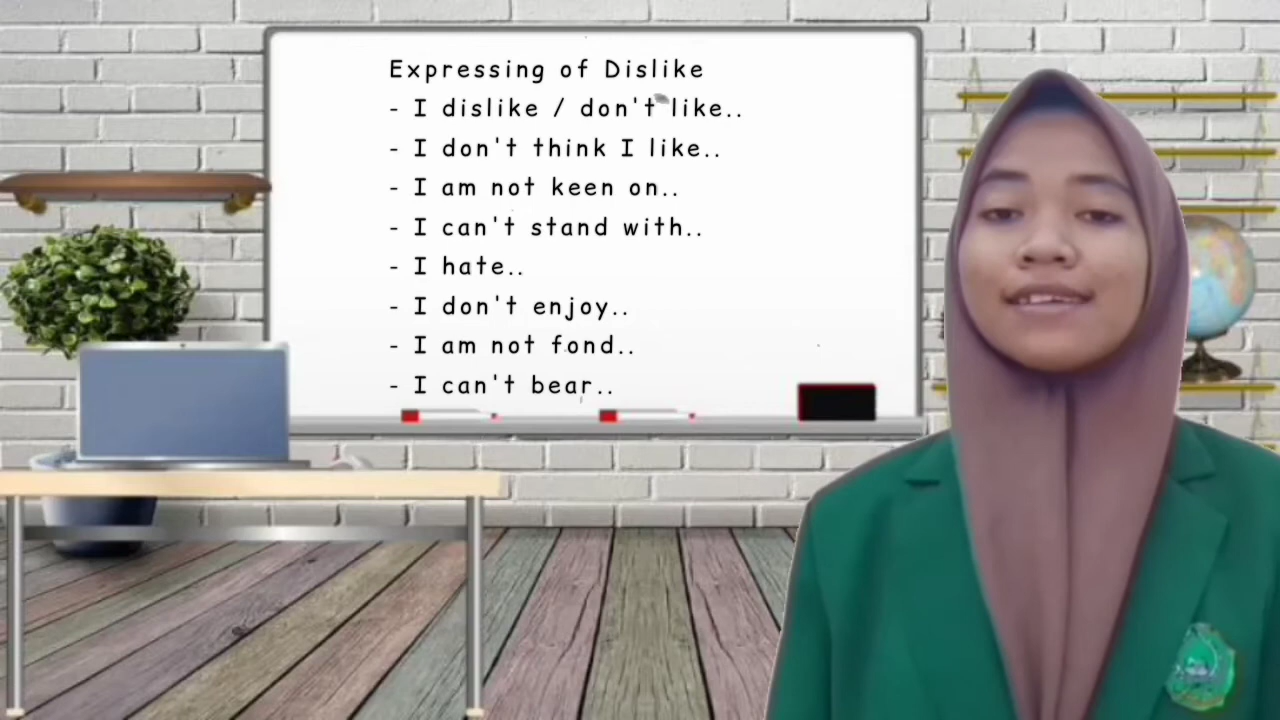 Expressing of Dislike
- I dislike / don't like..
- I don't think I like..
- I am not keen on..
- I can't stand with..
- I hate..
- I don't enjoy..
- I am not fond..
- I can't bear..